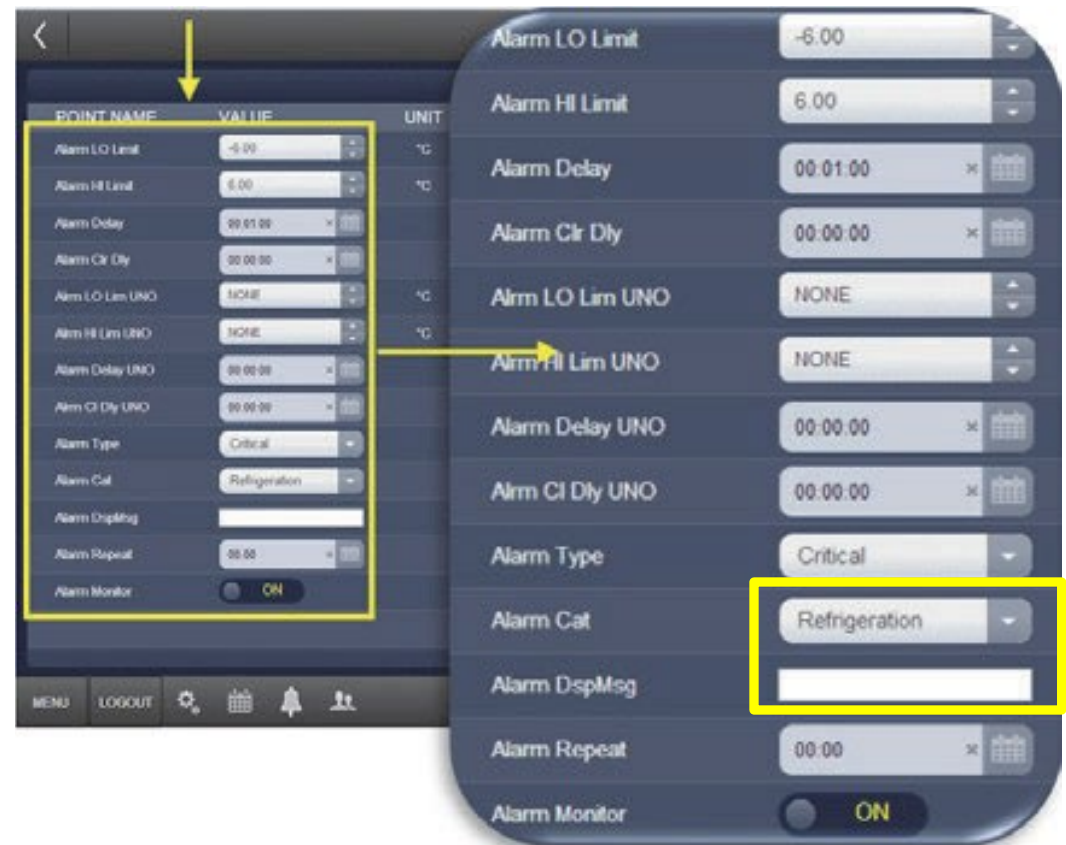 POINT NAME VALUE UNIT
Alarm LO Limit -6.00 °C
Alarm HI Limit 6.00 °C
Alarm Delay 00:01:00
Alarm Clr Dly 00:00:00
Alrm LO Lim UNO NONE °C
Alrm HI Lim UNO NONE °C
Alarm Delay UNO 00:00:00
Alrm Cl Dly UNO 00:00:00
Alarm Type Critical
Alarm Cat Refrigeration
Alarm DspMsg
Alarm Repeat 00:00
Alarm Monitor ON
MENU LOGOUT
Alarm LO Limit -6.00
Alarm HI Limit 6.00
Alarm Delay 00:01:00
Alarm Clr Dly 00:00:00
Alrm LO Lim UNO NONE
Alrm HI Lim UNO NONE
Alarm Delay UNO 00:00:00
Alrm Cl Dly UNO 00:00:00
Alarm Type Critical
Alarm Cat Refrigeration
Alarm DspMsg
Alarm Repeat 00:00
Alarm Monitor ON